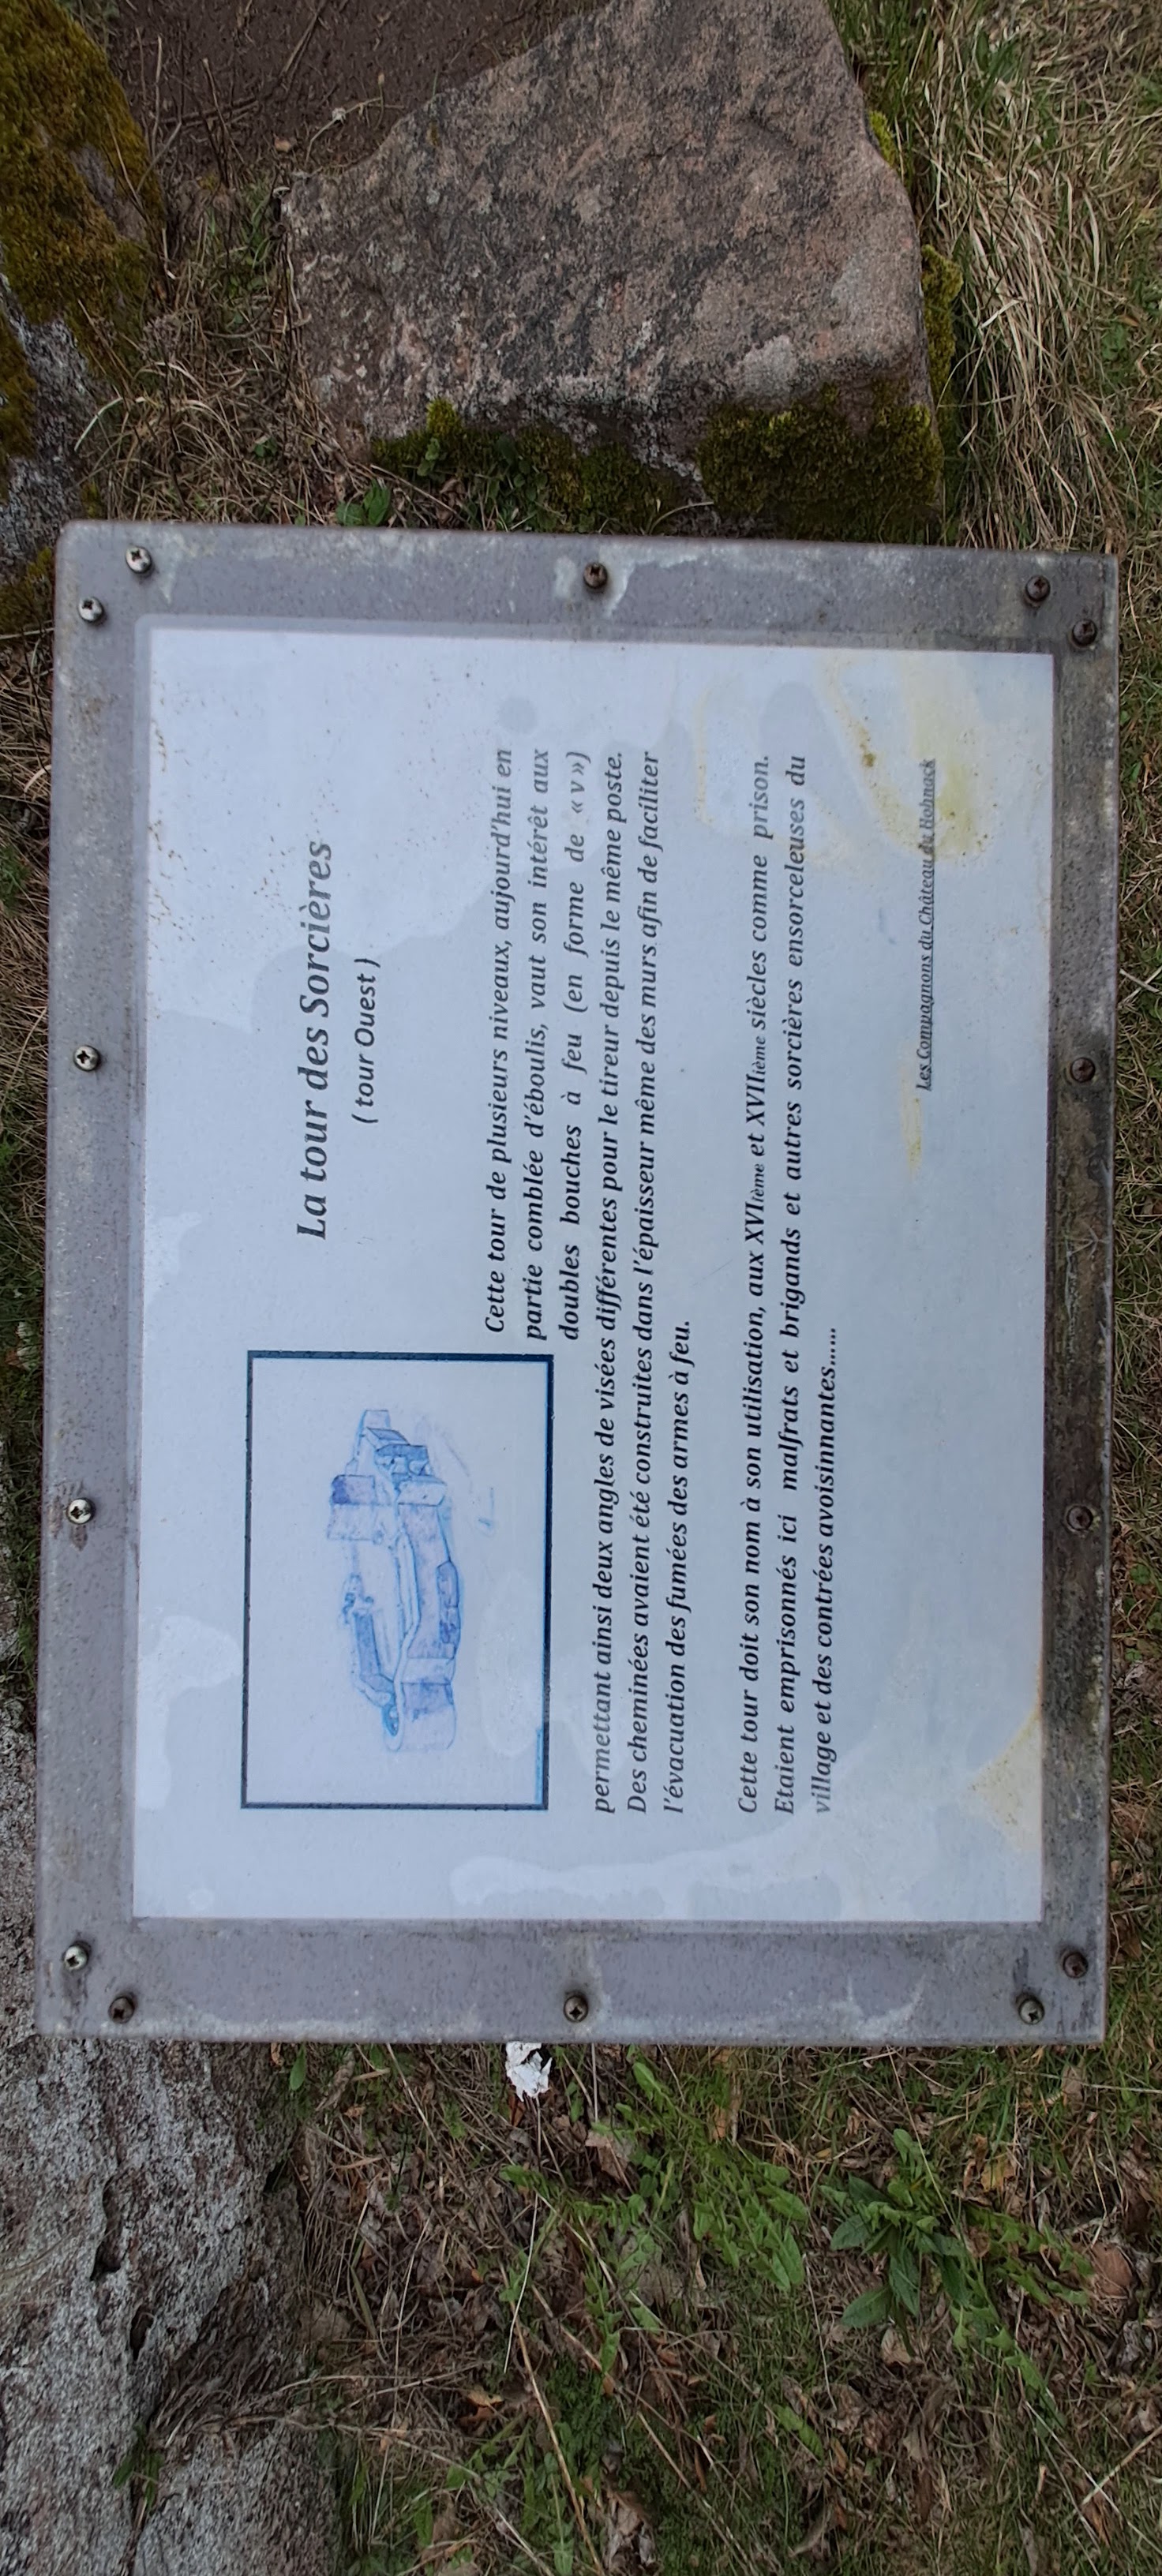 La tour des Sorcières
( tour Ouest )
Cette tour de plusieurs niveaux, aujourd'hui en
partie comblée d'éboulis, vaut son intérêt aux
doubles bouches à feu (en forme de « v »)
permettant ainsi deux angles de visées différentes pour le tireur depuis le même poste.
Des cheminées avaient été construites dans l'épaisseur même des murs afin de faciliter
l'évacuation des fumées des armes à feu.
Cette tour doit son nom à son utilisation, aux XVIième et XVIIième siècles comme prison.
Etaient emprisonnés ici malfrats et brigands et autres sorcières ensorceleuses du
village et des contrées avoisinnantes......
Les Compagnons du Château du Hohnack